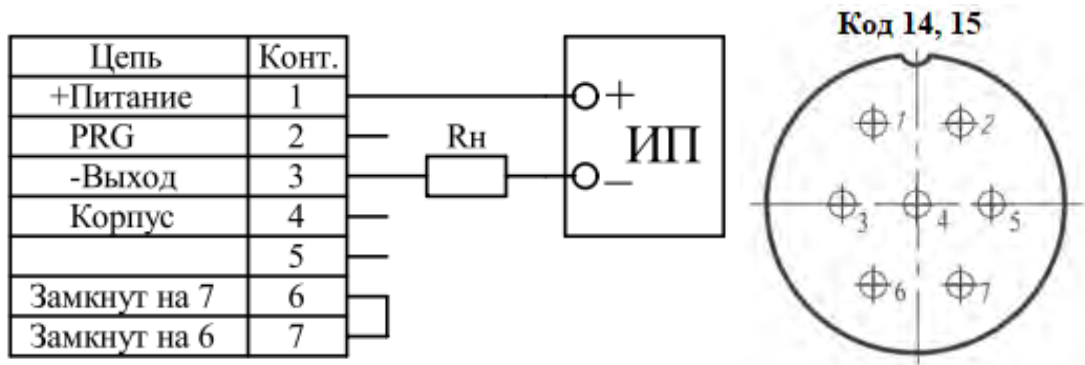 Код 14, 15
Цепь Конт.
+Питание 1
PRG 2
-Выход 3
Корпус 4
5
Замкнут на 7 6
Замкнут на 6 7
Rн
+
ИП
–
1 2
3 4 5
6 7